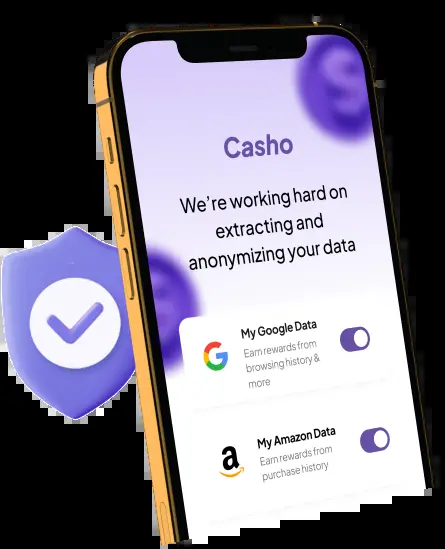 Casho
We're working hard on
extracting and
anonymizing your data
My Google Data
Earn rewards from
browsing history &
more
My Amazon Data
Earn rewards from
purchase history